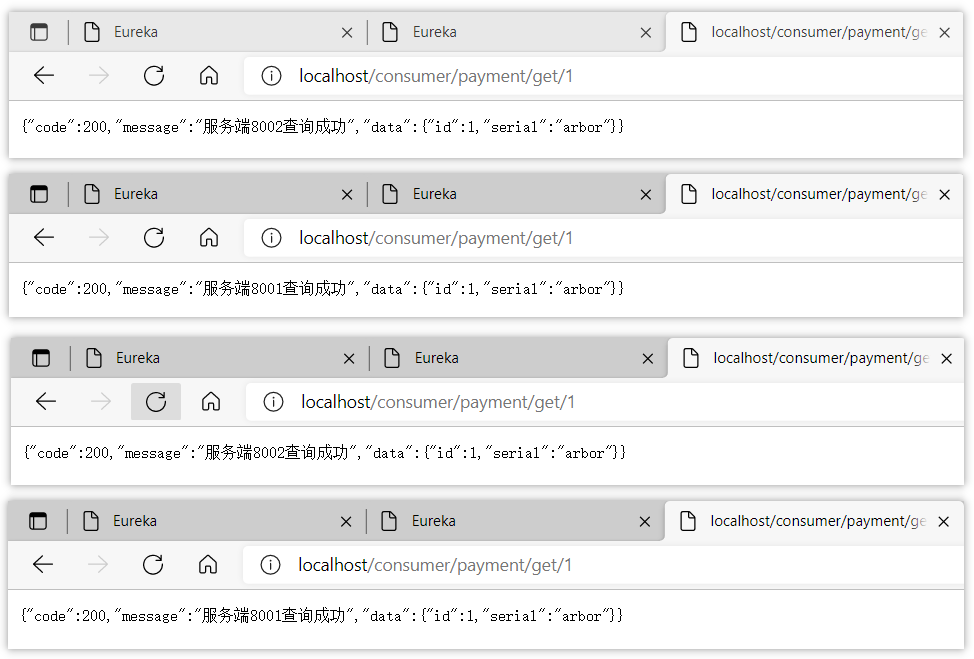 Eureka Eureka localhost/consumer/payment/ge
localhost/consumer/payment/get/1
{"code":200,"message":"服务端8002查询成功","data":{"id":1,"serial":"arbor"}}
Eureka Eureka localhost/consumer/payment/ge
localhost/consumer/payment/get/1
{"code":200,"message":"服务端8001查询成功","data":{"id":1,"serial":"arbor"}}
Eureka Eureka localhost/consumer/payment/ge
localhost/consumer/payment/get/1
{"code":200,"message":"服务端8002查询成功","data":{"id":1,"serial":"arbor"}}
Eureka Eureka localhost/consumer/payment/ge
localhost/consumer/payment/get/1
{"code":200,"message":"服务端8001查询成功","data":{"id":1,"serial":"arbor"}}